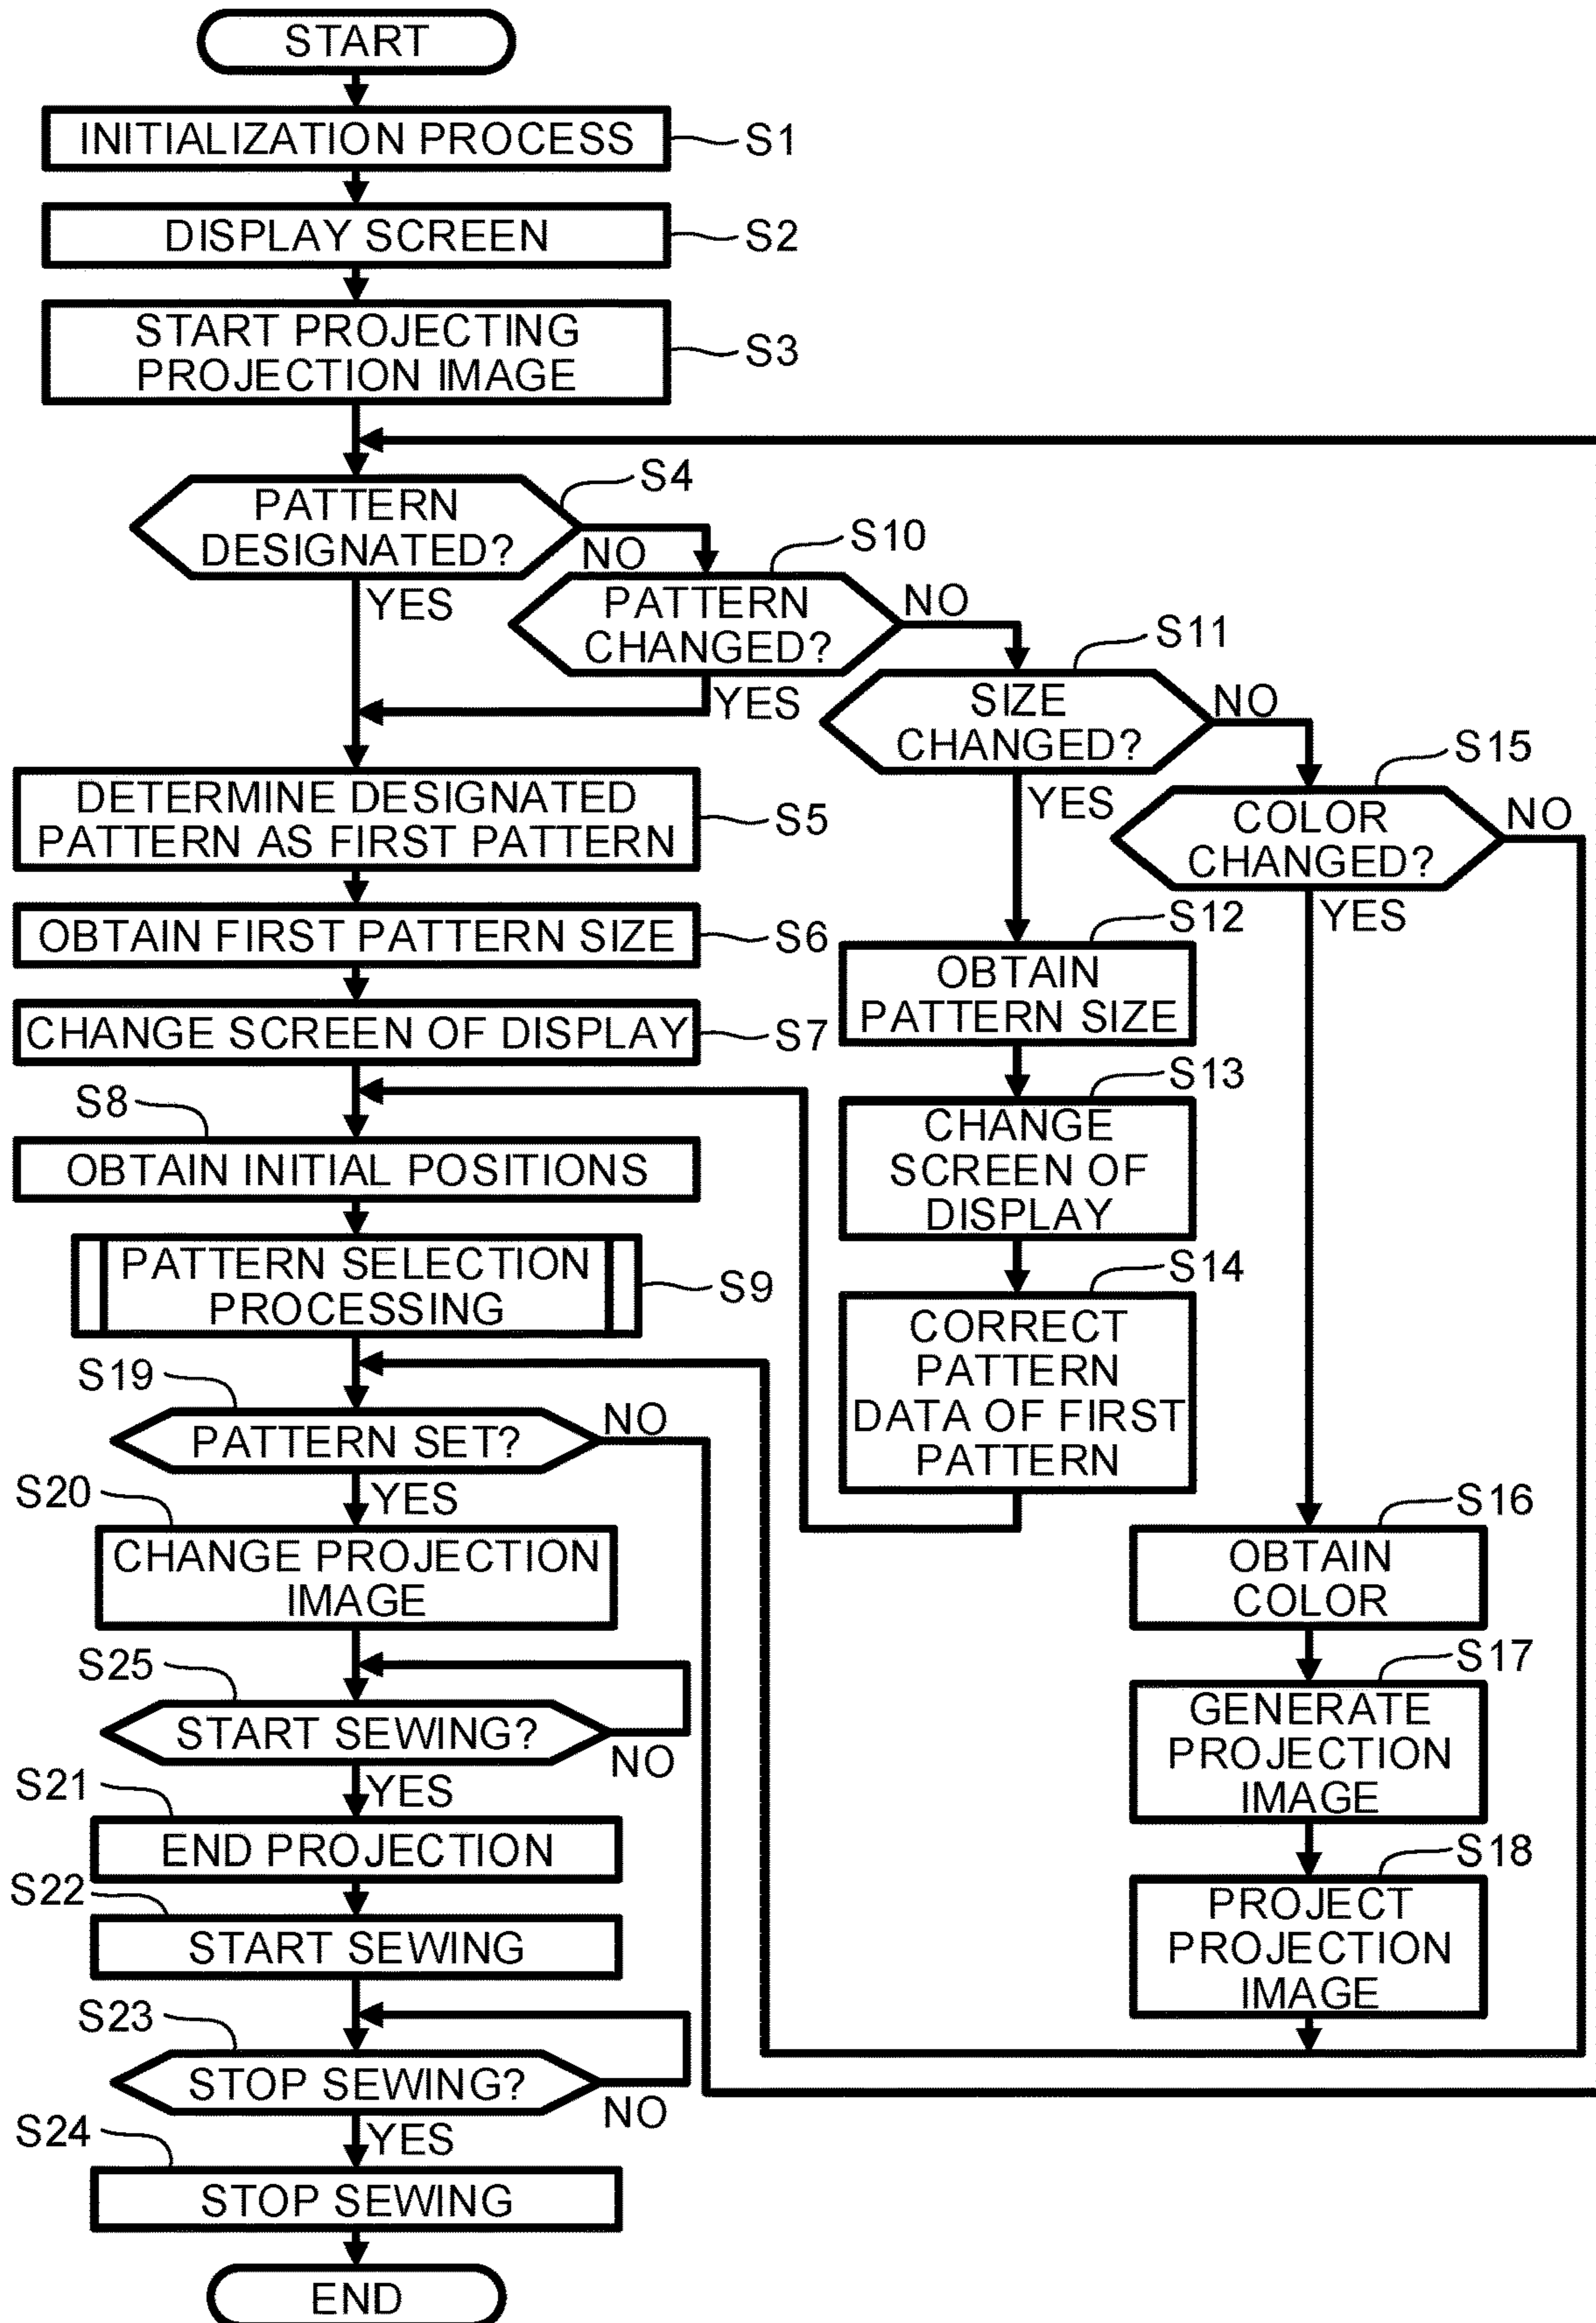 START
INITIALIZATION PROCESS
S1
DISPLAY SCREEN
S2
START PROJECTING
PROJECTION IMAGE
S3
PATTERN
DESIGNATED?
S4
NO
YES
PATTERN
CHANGED?
S10
NO
YES
SIZE
CHANGED?
S11
NO
YES
COLOR
CHANGED?
S15
NO
YES
DETERMINE DESIGNATED
PATTERN AS FIRST PATTERN
S5
OBTAIN FIRST PATTERN SIZE
S6
CHANGE SCREEN OF DISPLAY
S7
S8
OBTAIN INITIAL POSITIONS
PATTERN SELECTION
PROCESSING
S9
S12
OBTAIN
PATTERN SIZE
S13
CHANGE
SCREEN OF
DISPLAY
S14
CORRECT
PATTERN
DATA OF FIRST
PATTERN
S16
OBTAIN
COLOR
S17
GENERATE
PROJECTION
IMAGE
S18
PROJECT
PROJECTION
IMAGE
S19
PATTERN SET?
NO
YES
S20
CHANGE PROJECTION
IMAGE
S25
START SEWING?
NO
YES
S21
END PROJECTION
S22
START SEWING
S23
STOP SEWING?
NO
YES
S24
STOP SEWING
END